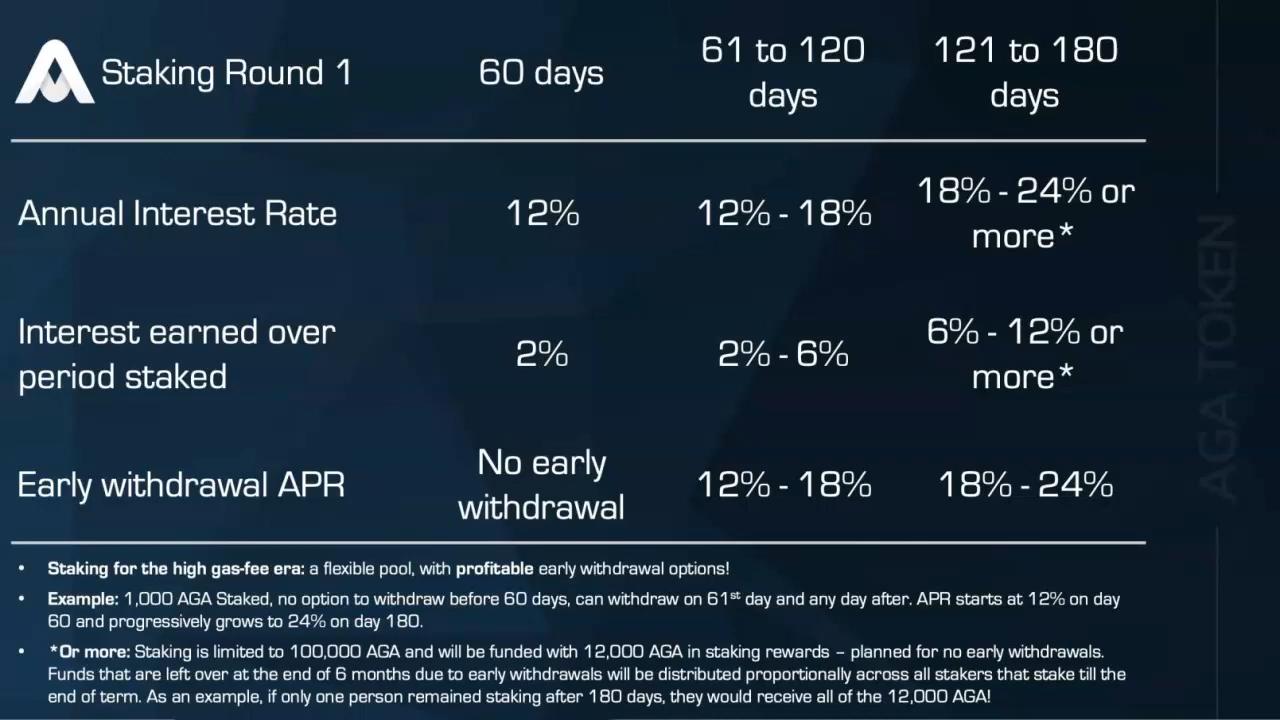 Staking Round 1
60 days
61 to 120
days
121 to 180
days
Annual Interest Rate
12%
12% - 18%
18% - 24% or
more*
Interest earned over
period staked
2%
2% - 6%
6% - 12% or
more*
Early withdrawal APR
No early
withdrawal
12% - 18%
18% - 24%
• Staking for the high gas-fee era: a flexible pool, with profitable early withdrawal options!
• Example: 1,000 AGA Staked, no option to withdraw before 60 days, can withdraw on 61st day and any day after. APR starts at 12% on day
60 and progressively grows to 24% on day 180.
• *Or more: Staking is limited to 100,000 AGA and will be funded with 12,000 AGA in staking rewards – planned for no early withdrawals.
Funds that are left over at the end of 6 months due to early withdrawals will be distributed proportionally across all stakers that stake till the
end of term. As an example, if only one person remained staking after 180 days, they would receive all of the 12,000 AGA!
AGA TOKEN